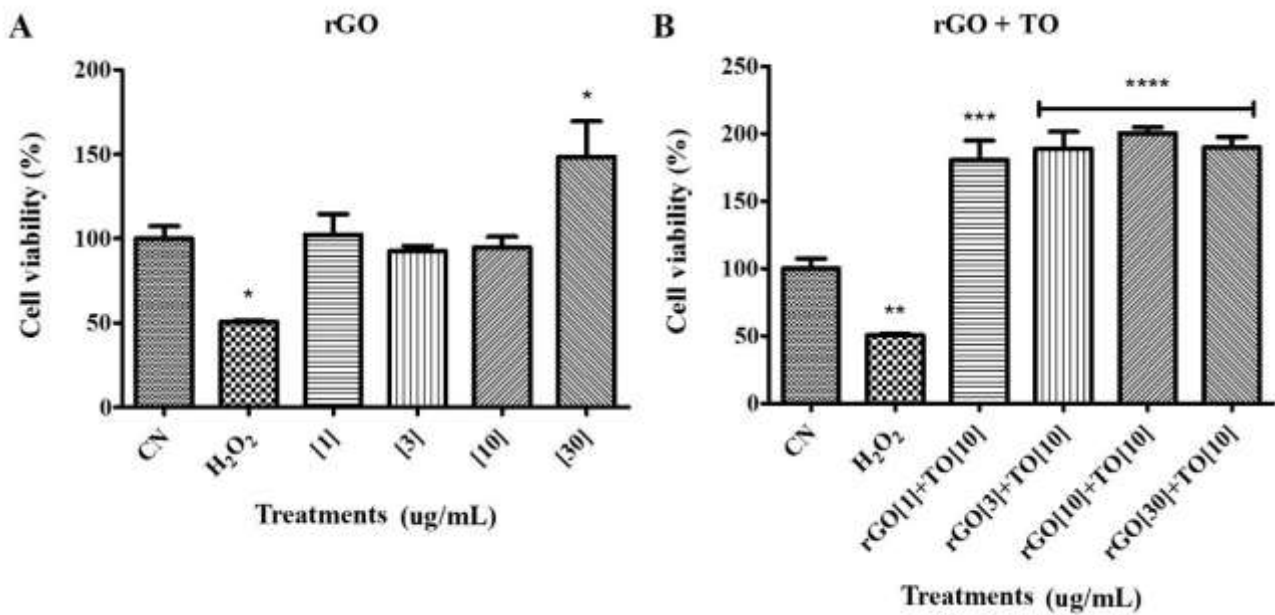 A
rGO
Cell viability (%)
200
150
100
50
0
*
*
CN
H₂O₂
[1]
[3]
[10]
[30]
Treatments (ug/mL)
B
rGO + TO
Cell viability (%)
250
200
150
100
50
0
**
***
****
CN
H₂O₂
rGO[1]+TO[10]
rGO[3]+TO[10]
rGO[10]+TO[10]
rGO[30]+TO[10]
Treatments (ug/mL)